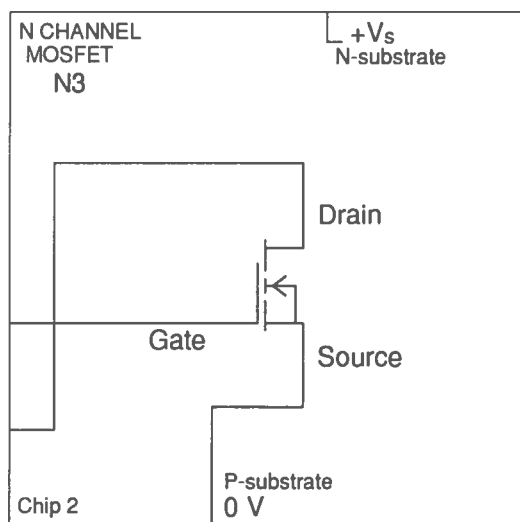 N CHANNEL
MOSFET
N3
+Vs
N-substrate
Drain
Gate
Source
P-substrate
0 V
Chip 2